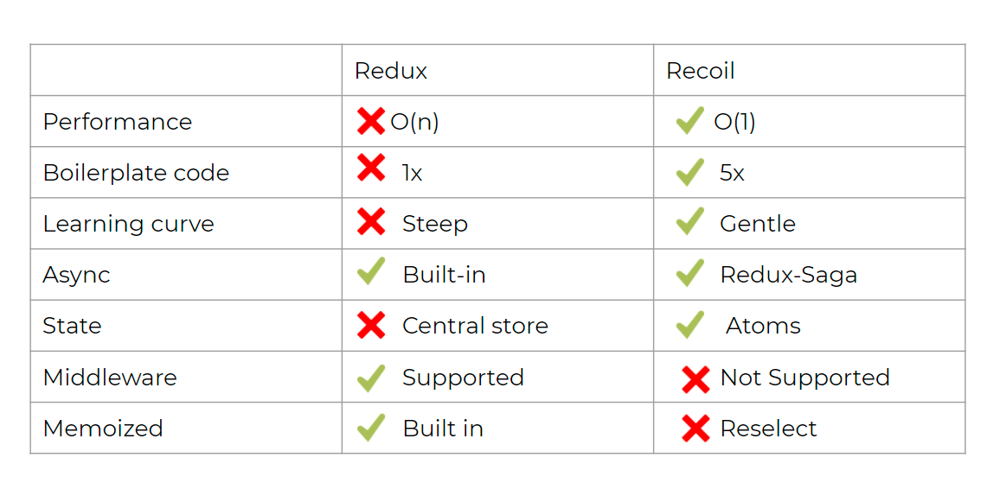 Redux Recoil
Performance ❌ O(n) ✔ O(1)
Boilerplate code ❌ 1x ✔ 5x
Learning curve ❌ Steep ✔ Gentle
Async ✔ Built-in ✔ Redux-Saga
State ❌ Central store ✔ Atoms
Middleware ✔ Supported ❌ Not Supported
Memoized ✔ Built in ❌ Reselect